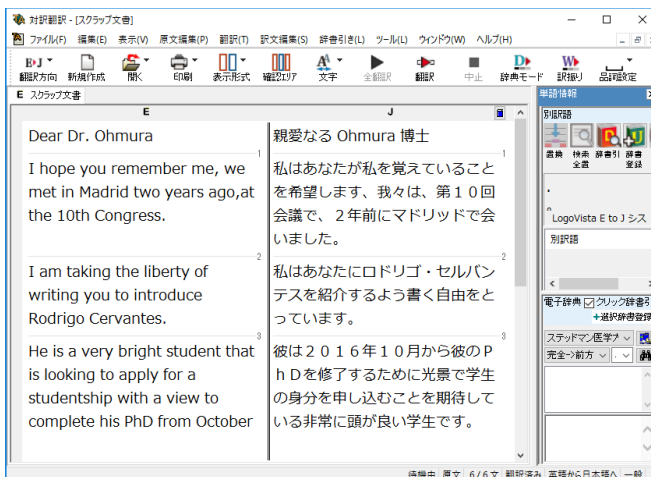 対訳翻訳 - [スクラップ文書]
ファイル(F) 編集(E) 表示(V) 原文編集(P) 翻訳(T) 訳文編集(S) 辞書引き(L) ツール(L) ウインドウ(W) ヘルプ(H)
翻訳方向 新規作成 開く 印刷 表示形式 確認エリア 文字 全翻訳 翻訳 中止 辞典モード 訳振り 品詞設定
E スクラップ文書
E J
Dear Dr. Ohmura
1
I hope you remember me, we
met in Madrid two years ago,at
the 10th Congress.
2
I am taking the liberty of
writing you to introduce
Rodrigo Cervantes.
3
He is a very bright student that
is looking to apply for a
studentship with a view to
complete his PhD from October
親愛なる Ohmura 博士
1
私はあなたが私を覚えていること
を希望します、我々は、第１０回
会議で、２年前にマドリッドで会
いました。
2
私はあなたにロドリゴ・セルバン
テスを紹介するよう書く自由をと
っています。
3
彼は２０１６年１０月から彼のＰ
ｈＤを修了するために光景で学生
の身分を申し込むことを期待して
いる非常に頭が良い学生です。
単語情報
別訳語
置換 検索全置 辞書引 辞書登録
LogoVista E to J シス
別訳語
電子辞典 クリック辞書引
+選択辞書登録
ステッドマン医学大
完全->前方
待機中 原文 6/6文 翻訳済み 英語から日本語へ 一般